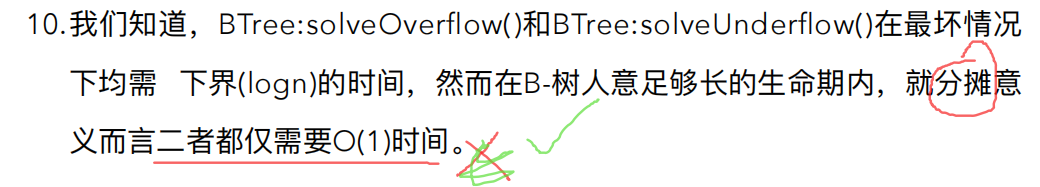 10.我们知道，BTree:solveOverflow()和BTree:solveUnderflow()在最坏情况
下均需 下界(logn)的时间，然而在B-树人意足够长的生命期内，就分摊意
义而言二者都仅需要O(1)时间。